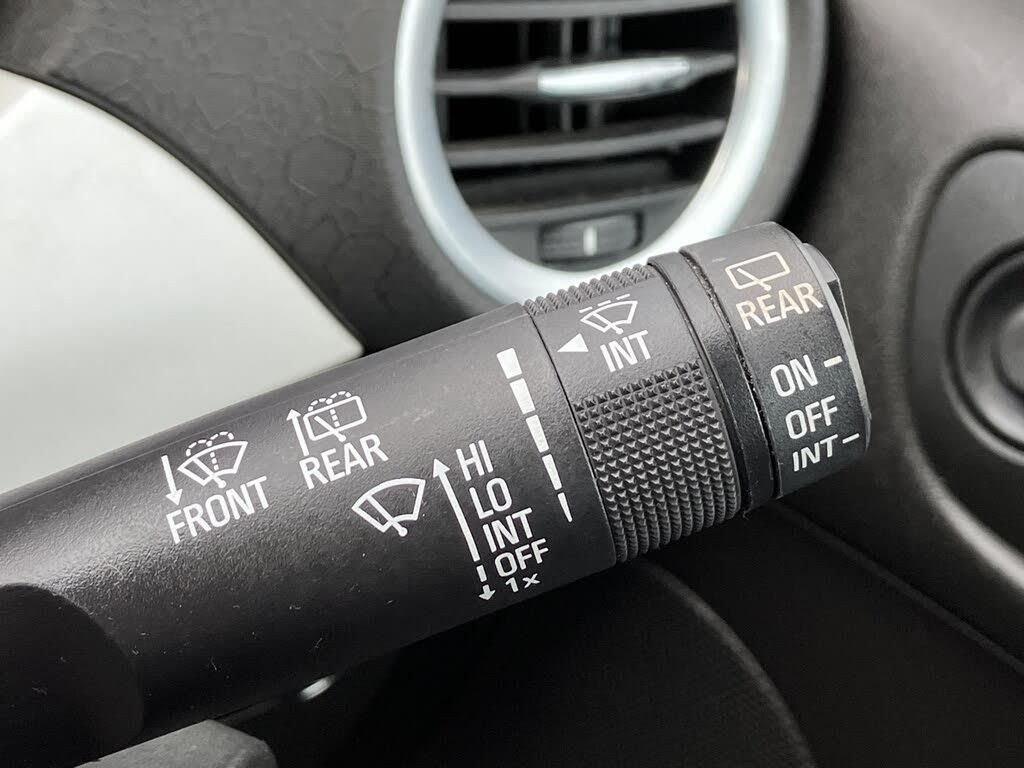 FRONT
REAR
HI
LO
INT
OFF
1x
INT
REAR
ON
OFF
INT